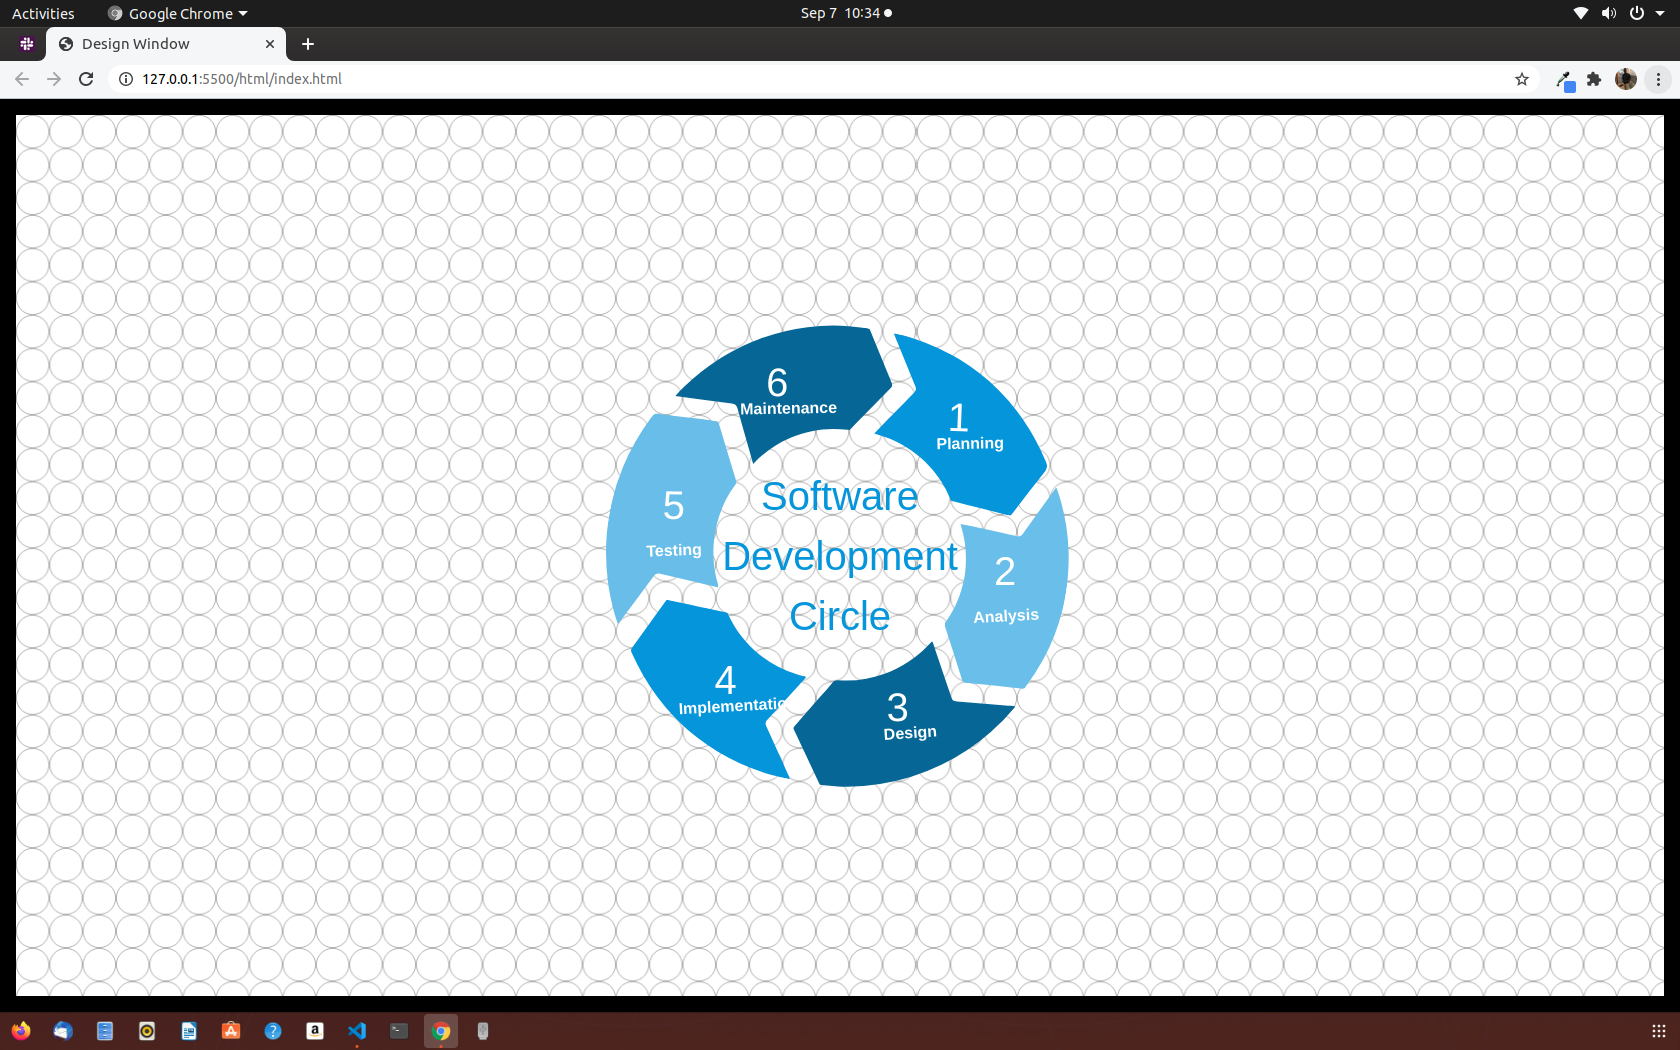 Activities
Google Chrome
Sep 7 10:34
Design Window
127.0.0.1:5500/html/index.html
6
Maintenance
1
Planning
5
Testing
Software
Development
Circle
2
Analysis
4
Implementatio
3
Design